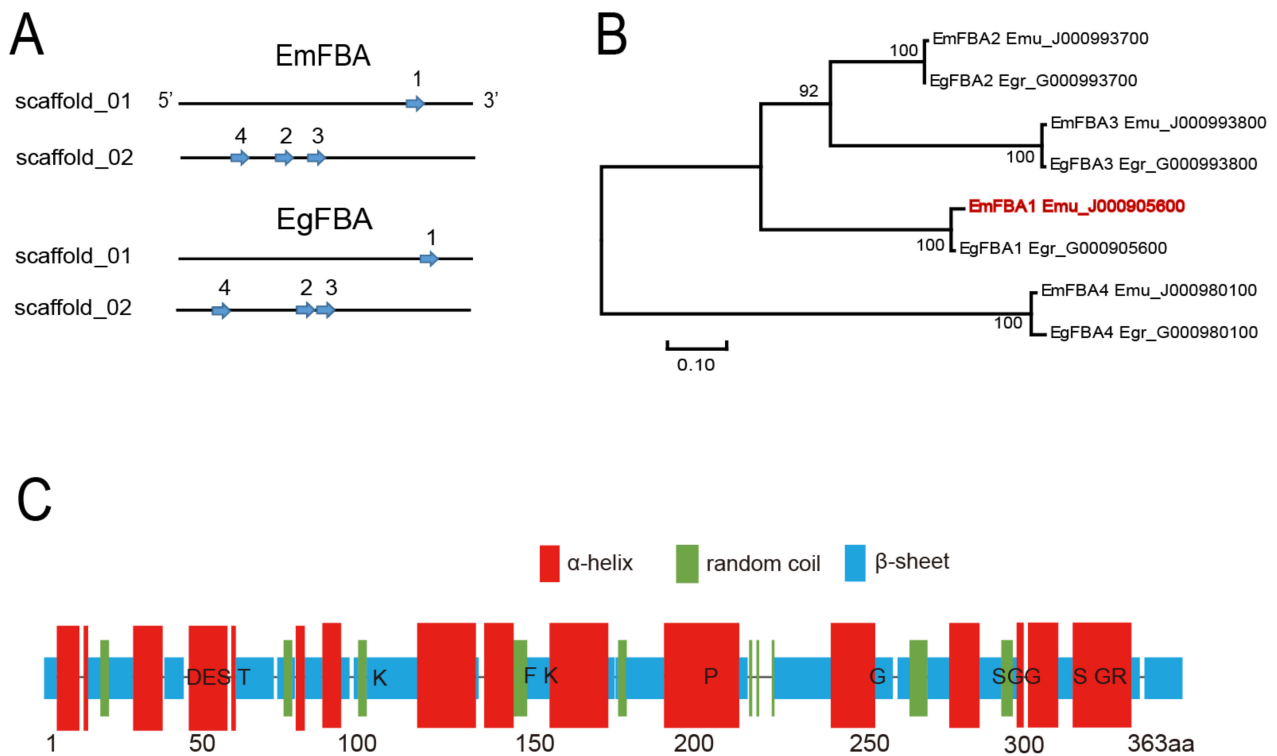 A
EmFBA
1
scaffold_01 5’ 3’
4 2 3
scaffold_02
EgFBA
1
scaffold_01
4 2 3
scaffold_02
B
EmFBA2 Emu_J000993700
100
EgFBA2 Egr_G000993700
92
EmFBA3 Emu_J000993800
100
EgFBA3 Egr_G000993800
EmFBA1 Emu_J000905600
100
EgFBA1 Egr_G000905600
EmFBA4 Emu_J000980100
100
EgFBA4 Egr_G000980100
0.10
C
α-helix random coil β-sheet
DES T K F K P G SGG S GR
1 50 100 150 200 250 300 363aa